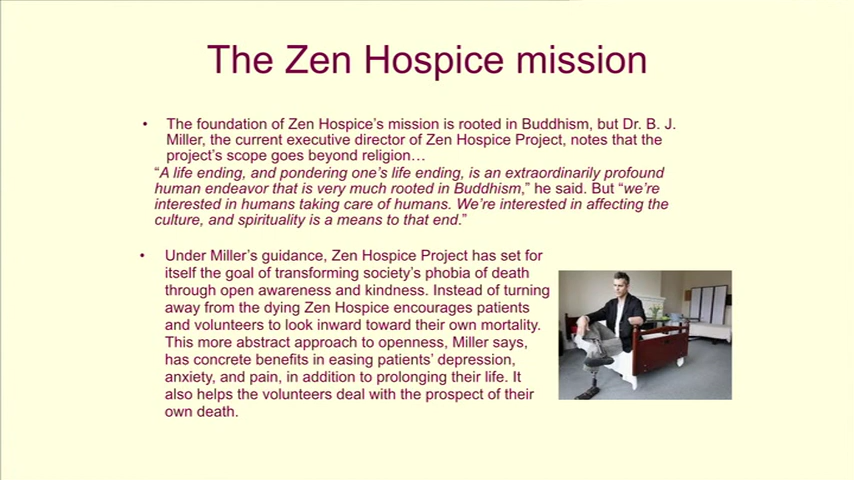 The Zen Hospice mission
• The foundation of Zen Hospice's mission is rooted in Buddhism, but Dr. B. J.
Miller, the current executive director of Zen Hospice Project, notes that the
project's scope goes beyond religion…
"A life ending, and pondering one's life ending, is an extraordinarily profound
human endeavor that is very much rooted in Buddhism," he said. But "we're
interested in humans taking care of humans. We're interested in affecting the
culture, and spirituality is a means to that end."
• Under Miller's guidance, Zen Hospice Project has set for
itself the goal of transforming society's phobia of death
through open awareness and kindness. Instead of turning
away from the dying Zen Hospice encourages patients
and volunteers to look inward toward their own mortality.
This more abstract approach to openness, Miller says,
has concrete benefits in easing patients' depression,
anxiety, and pain, in addition to prolonging their life. It
also helps the volunteers deal with the prospect of their
own death.